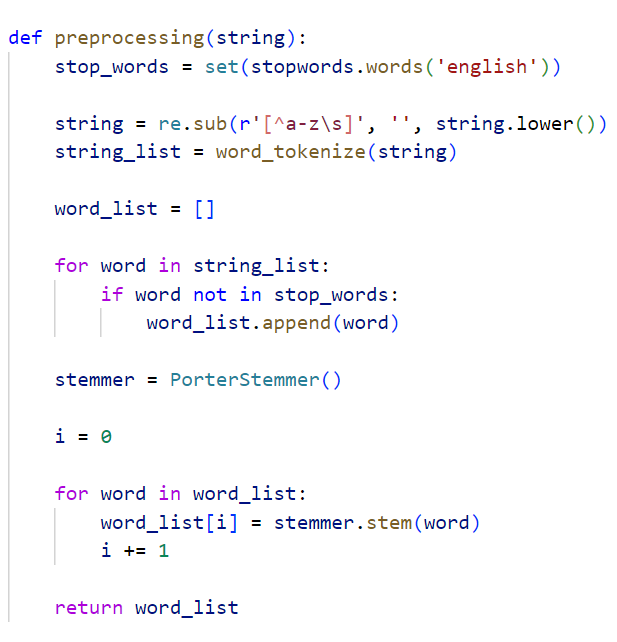 def preprocessing(string):
    stop_words = set(stopwords.words('english'))
    string = re.sub(r'[^a-z\s]', '', string.lower())
    string_list = word_tokenize(string)
    word_list = []
    for word in string_list:
        if word not in stop_words:
            word_list.append(word)
    stemmer = PorterStemmer()
    i = 0
    for word in word_list:
        word_list[i] = stemmer.stem(word)
        i += 1
    return word_list